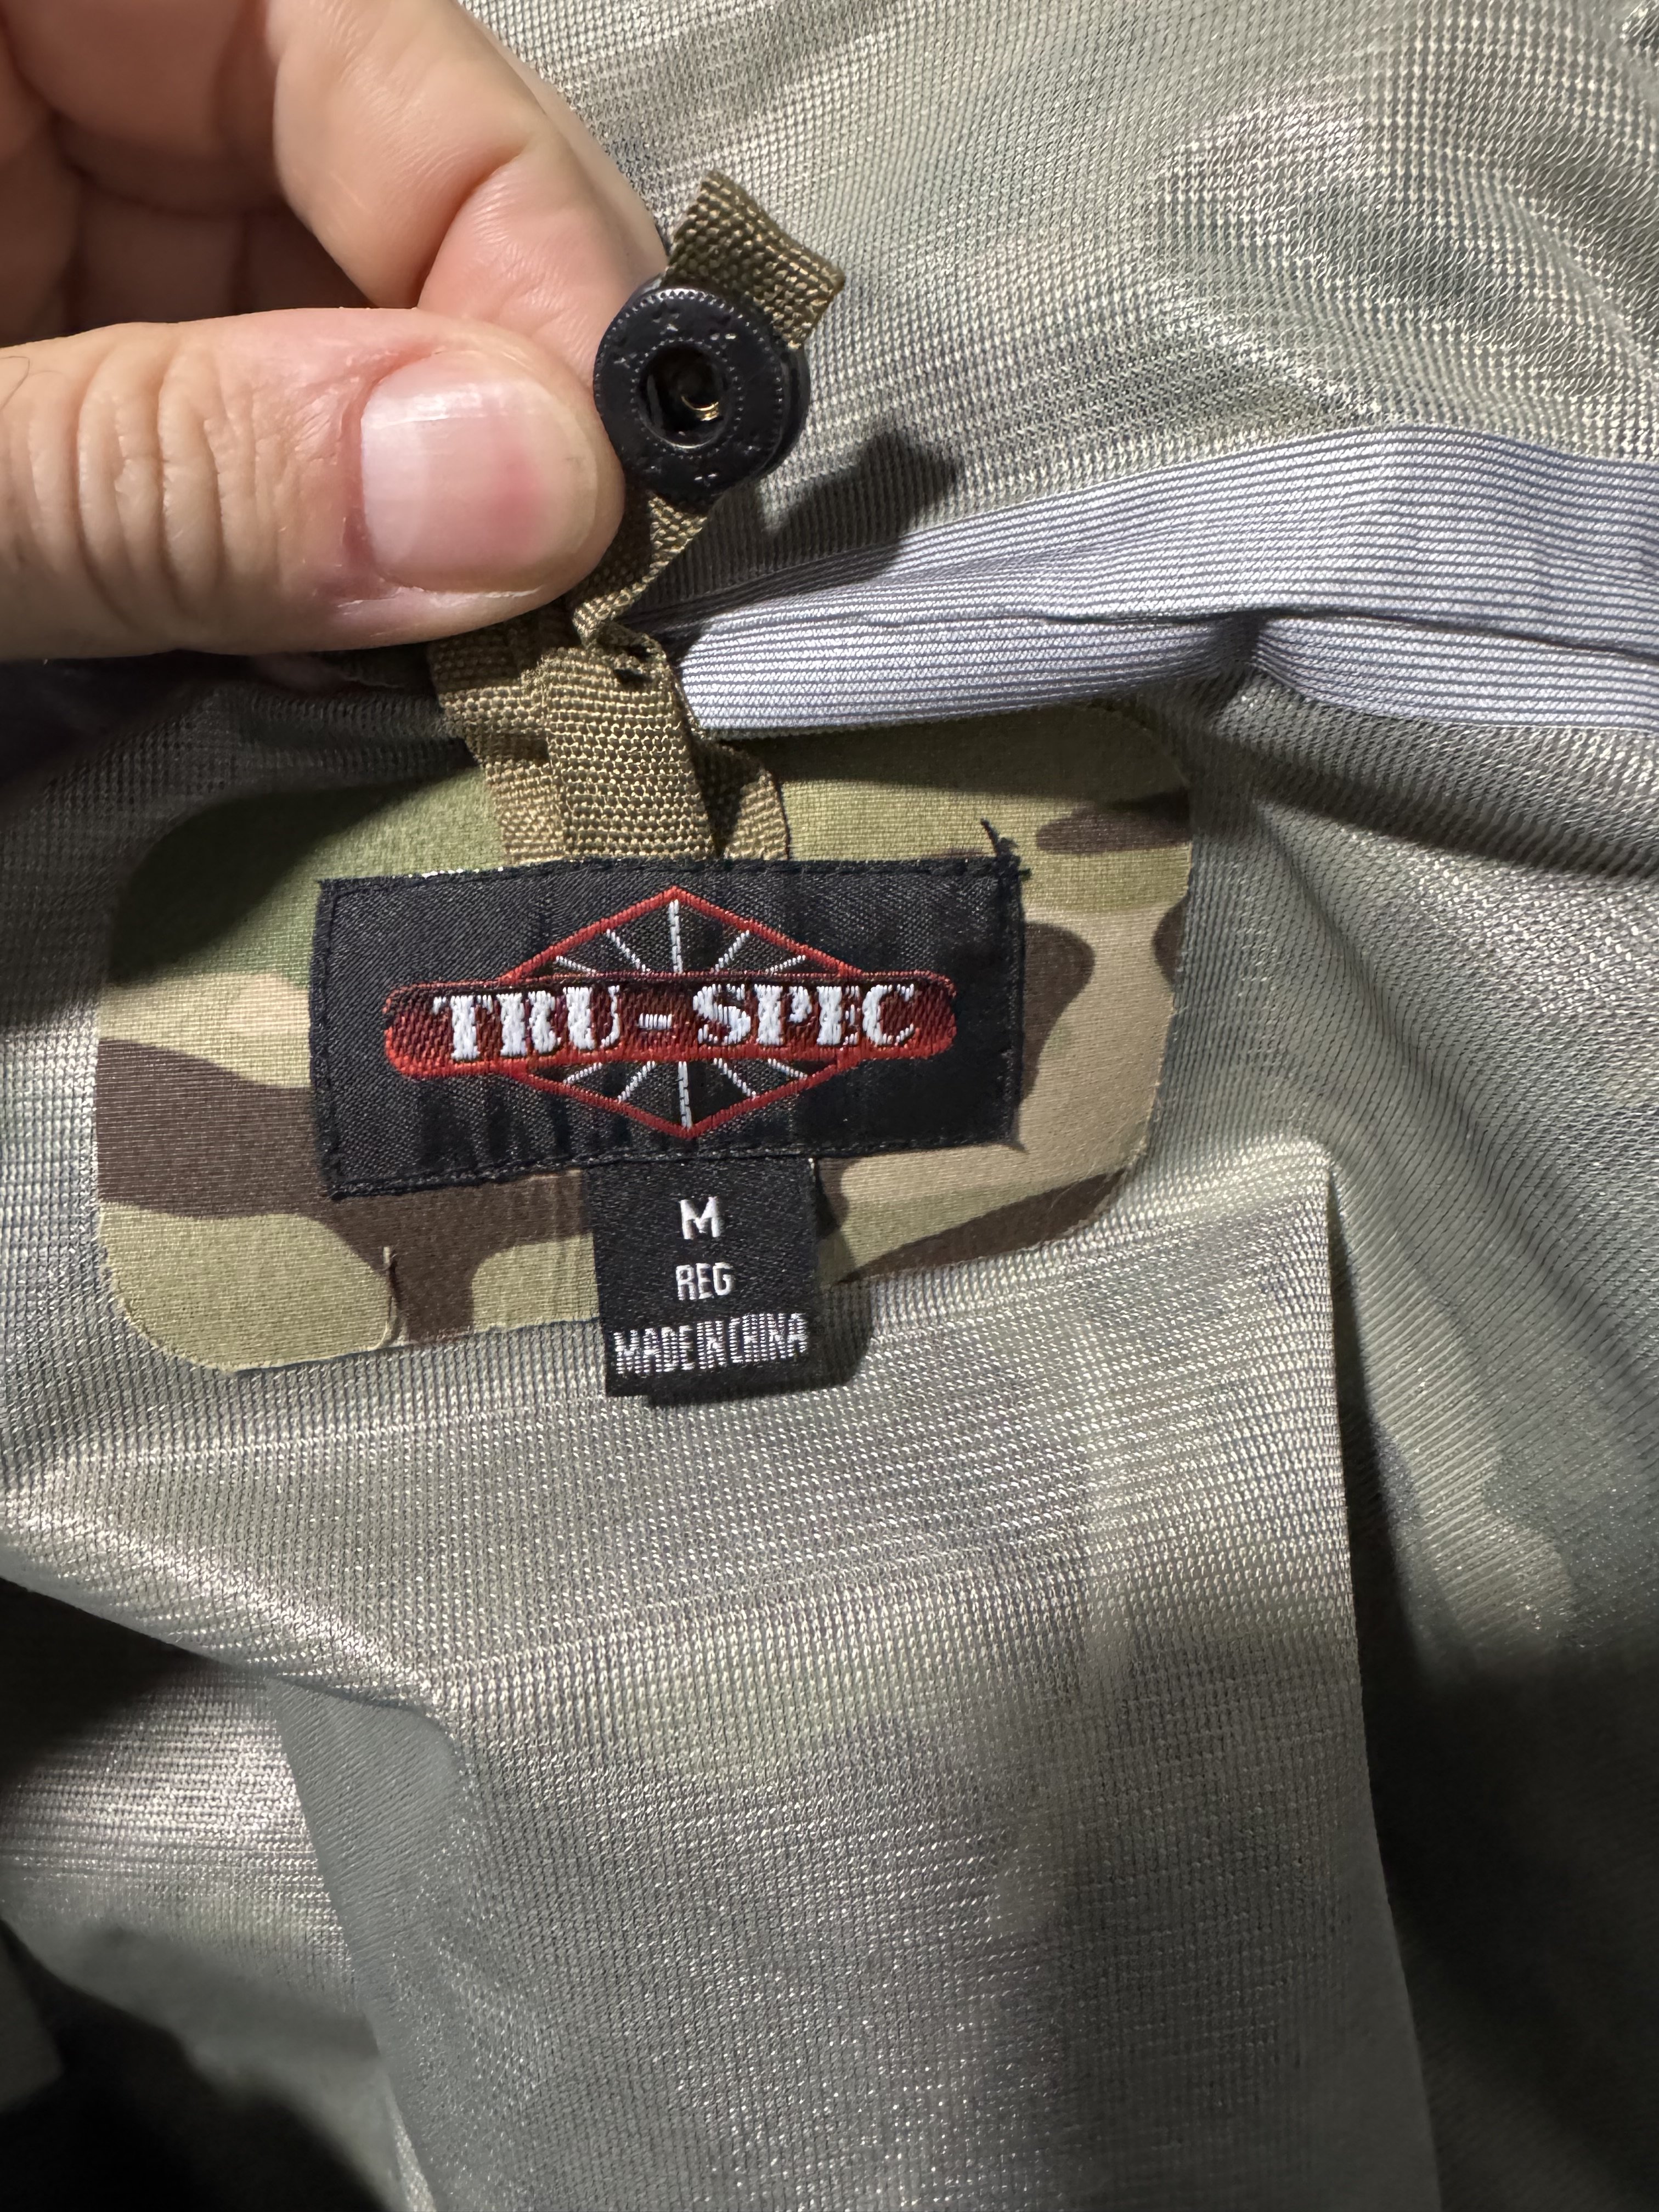 TRU-SPEC
M
REG
MADE IN CHINA